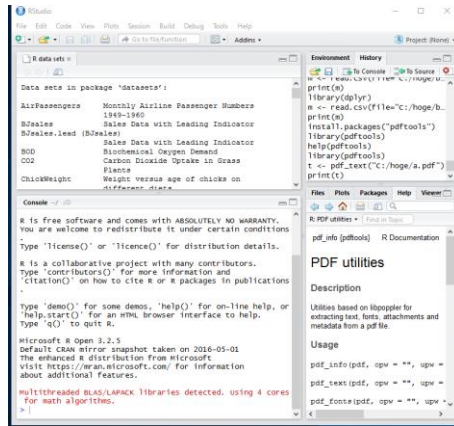 RStudio
File Edit Code View Plots Session Build Debug Tools Help
Go to file/function Addins Project: (None)
R data sets
Data sets in package 'datasets':
AirPassengers Monthly Airline Passenger Numbers
1949-1960
BJsales Sales Data with Leading Indicator
BJsales.lead (BJsales)
Sales Data with Leading Indicator
BOD Biochemical Oxygen Demand
CO2 Carbon Dioxide Uptake in Grass
Plants
ChickWeight Weight versus age of chicks on
different diets
Console ~/
R is free software and comes with ABSOLUTELY NO WARRANTY.
You are welcome to redistribute it under certain conditions
.
Type 'license()' or 'licence()' for distribution details.
R is a collaborative project with many contributors.
Type 'contributors()' for more information and
'citation()' on how to cite R or R packages in publications
.
Type 'demo()' for some demos, 'help()' for on-line help, or
'help.start()' for an HTML browser interface to help.
Type 'q()' to quit R.
Microsoft R Open 3.2.5
Default CRAN mirror snapshot taken on 2016-05-01
The enhanced R distribution from Microsoft
Visit https://mran.microsoft.com/ for information
about additional features.
Multithreaded BLAS/LAPACK libraries detected. Using 4 cores
for math algorithms.
>
Environment History
To Console To Source
m <- read.csv(file="C:/hoge/b
print(m)
library(dplyr)
m <- read.csv(file="C:/hoge/b
print(m)
install.packages("pdftools")
library(pdftools)
help(pdftools)
library(pdftools)
t <- pdf_text("C:/hoge/a.pdf")
print(t)
Files Plots Packages Help Viewer
R: PDF utilities Find in Topic
pdf_info {pdftools} R Documentation
PDF utilities
Description
Utilities based on libpoppler for
extracting text, fonts, attachments and
metadata from a pdf file.
Usage
pdf_info(pdf, opw = "", upw =
pdf_text(pdf, opw = "", upw =
pdf_fonts(pdf, opw = "", upw